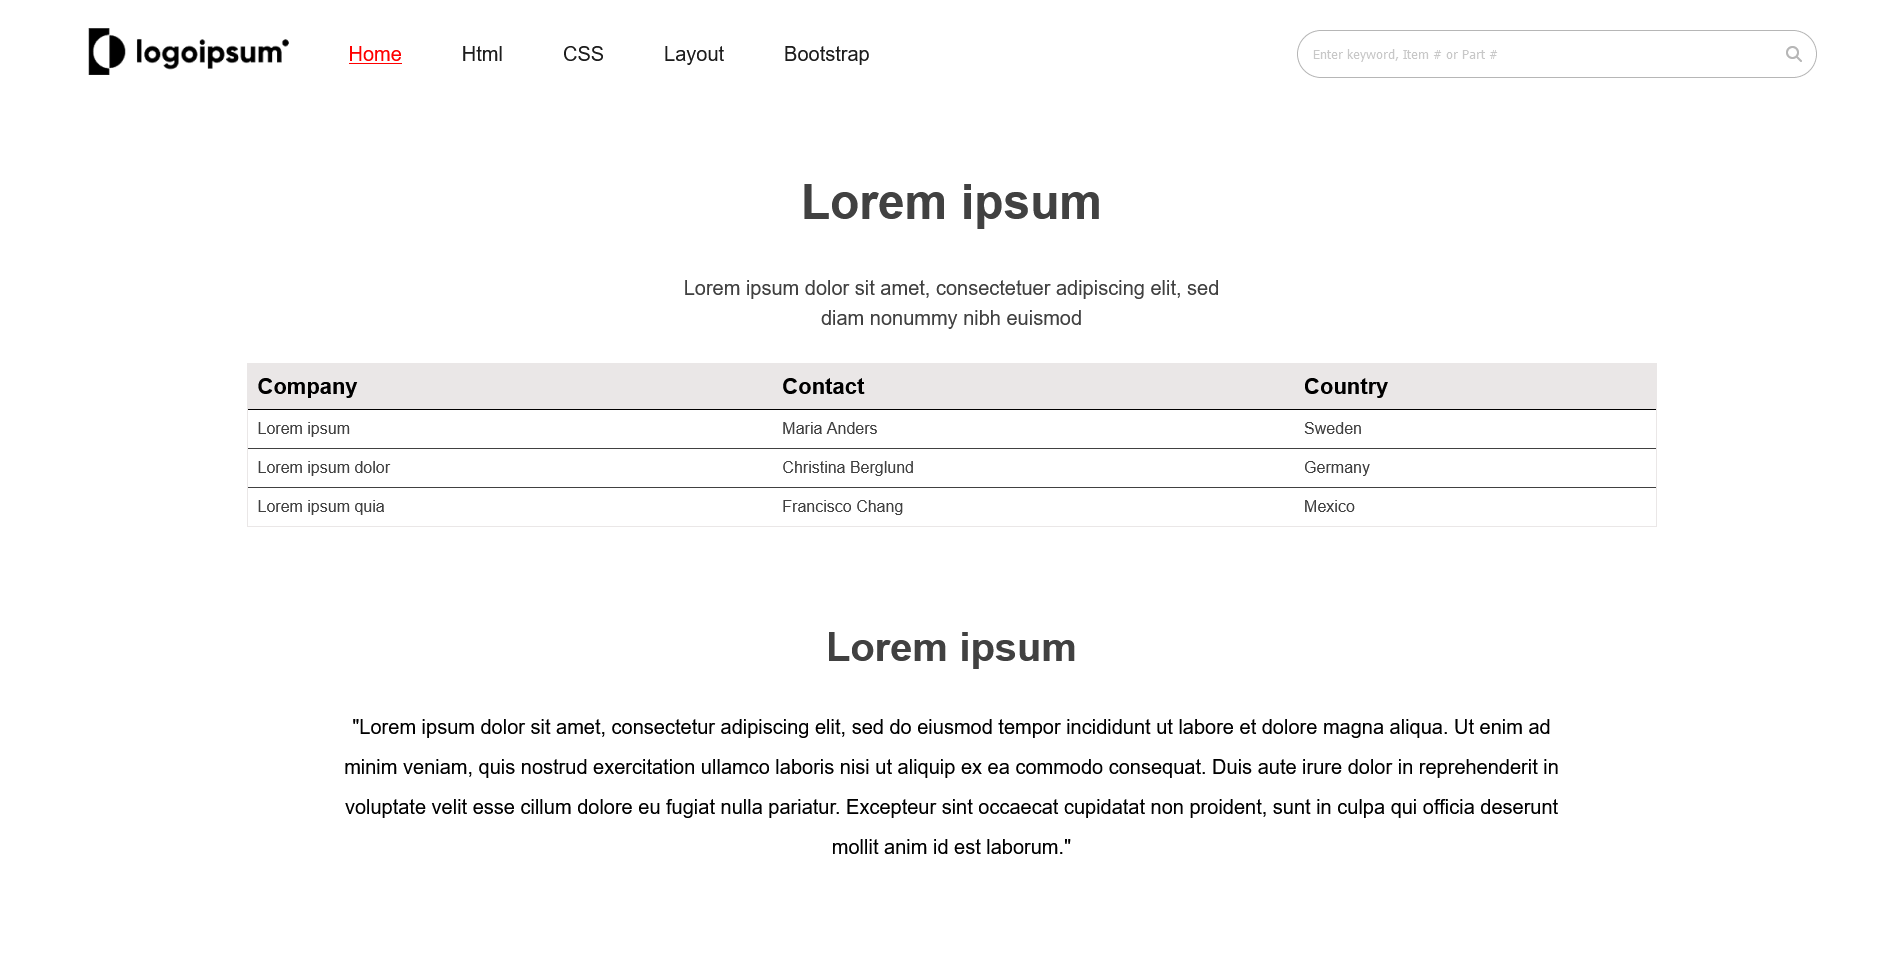 logoipsum Home Html CSS Layout Bootstrap Enter keyword, Item # or Part #
Lorem ipsum
Lorem ipsum dolor sit amet, consectetuer adipiscing elit, sed
diam nonummy nibh euismod
Company Contact Country
Lorem ipsum Maria Anders Sweden
Lorem ipsum dolor Christina Berglund Germany
Lorem ipsum quia Francisco Chang Mexico
Lorem ipsum
"Lorem ipsum dolor sit amet, consectetur adipiscing elit, sed do eiusmod tempor incididunt ut labore et dolore magna aliqua. Ut enim ad
minim veniam, quis nostrud exercitation ullamco laboris nisi ut aliquip ex ea commodo consequat. Duis aute irure dolor in reprehenderit in
voluptate velit esse cillum dolore eu fugiat nulla pariatur. Excepteur sint occaecat cupidatat non proident, sunt in culpa qui officia deserunt
mollit anim id est laborum."